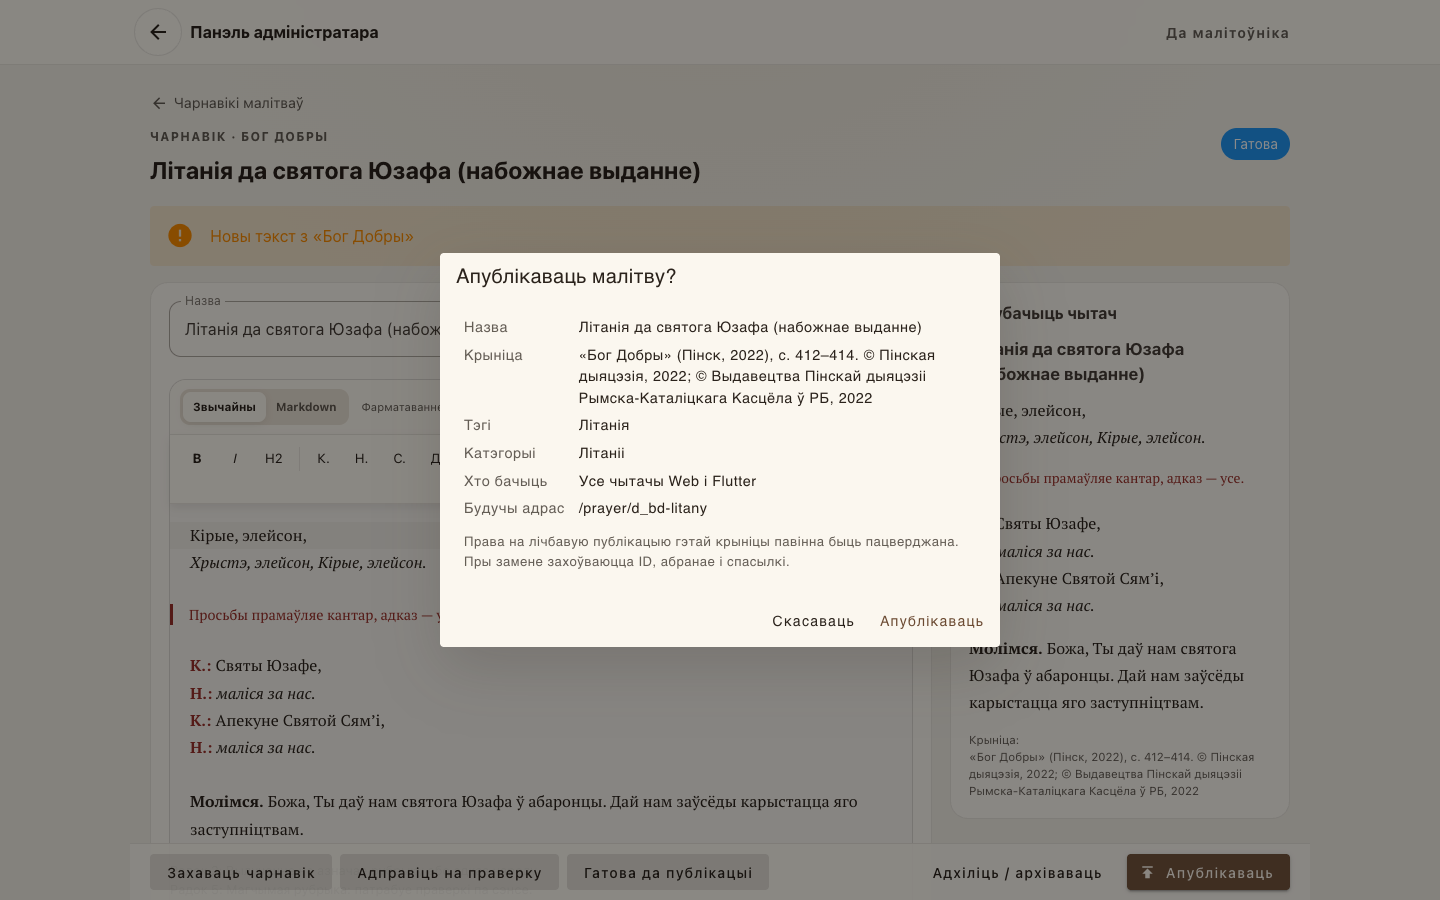 Панэль адміністратара
Да малітоўніка
Чарнавікі малітваў
ЧАРНАВІК · БОГ ДОБРЫ
Літанія да святога Юзафа (набожнае выданне)
Гатова
Новы тэкст з «Бог Добры»
Назва
Літанія да святога Юзафа (набож
Звычайны
Markdown
Фарматаванне
B
I
H2
К.
Н.
С.
Кірые, элейсон,
Хрыстэ, элейсон, Кірые, элейсон.
Просьбы прамаўляе кантар, адказ —
К.: Святы Юзафе,
Н.: маліся за нас.
К.: Апекуне Святой Сям’і,
Н.: маліся за нас.
Молімся. Божа, Ты даў нам святога Юзафа ў абаронцы. Дай нам заўсёды карыстацца яго
заступніцтвам.
Апублікаваць малітву?
Назва
Літанія да святога Юзафа (набожнае выданне)
Крыніца
«Бог Добры» (Пінск, 2022), с. 412–414. © Пінская
дыяцэзія, 2022; © Выдавецтва Пінскай дыяцэзіі
Рымска-Каталіцкага Касцёла ў РБ, 2022
Тэгі
Літанія
Катэгорыі
Літаніі
Хто бачыць
Усе чытачы Web і Flutter
Будучы адрас
/prayer/d_bd-litany
Права на лічбавую публікацыю гэтай крыніцы павінна быць пацверджана.
Пры замене захоўваюцца ID, абранае і спасылкі.
Скасаваць
Апублікаваць
убачыць чытач
анія да святога Юзафа
божнае выданне)
ые, элейсон,
стэ, элейсон, Кірые, элейсон.
осьбы прамаўляе кантар, адказ — усе.
Святы Юзафе,
маліся за нас.
Апекуне Святой Сям’і,
маліся за нас.
Молімся. Божа, Ты даў нам святога
Юзафа ў абаронцы. Дай нам заўсёды
карыстацца яго заступніцтвам.
Крыніца:
«Бог Добры» (Пінск, 2022), с. 412–414. © Пінская
дыяцэзія, 2022; © Выдавецтва Пінскай дыяцэзіі
Рымска-Каталіцкага Касцёла ў РБ, 2022
Захаваць чарнавік
Адправіць на праверку
Гатова да публікацыі
Адхіліць / архіваваць
Апублікаваць